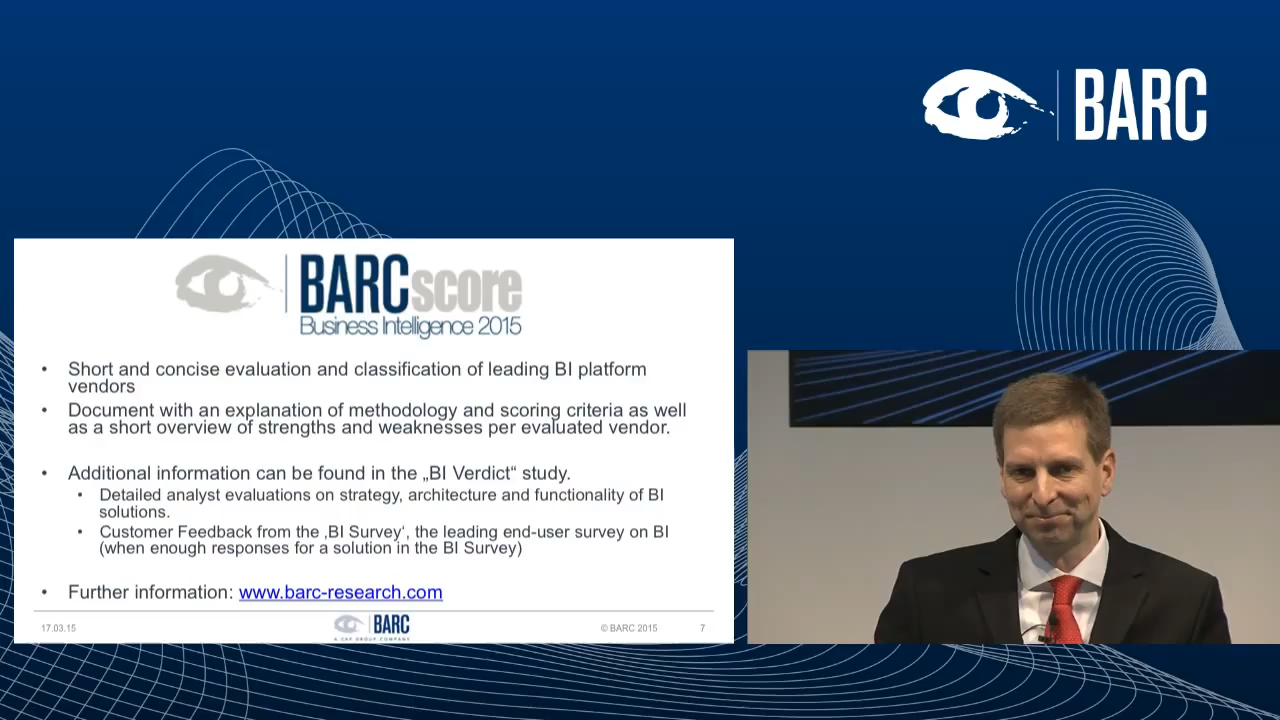 BARC
BARCscore
Business Intelligence 2015
• Short and concise evaluation and classification of leading BI platform
vendors
• Document with an explanation of methodology and scoring criteria as well
as a short overview of strengths and weaknesses per evaluated vendor.
• Additional information can be found in the „BI Verdict“ study.
• Detailed analyst evaluations on strategy, architecture and functionality of BI
solutions.
• Customer Feedback from the ‚BI Survey‘, the leading end-user survey on BI
(when enough responses for a solution in the BI Survey)
• Further information: www.barc-research.com
17.03.15
BARC
A CXP GROUP COMPANY
© BARC 2015
7